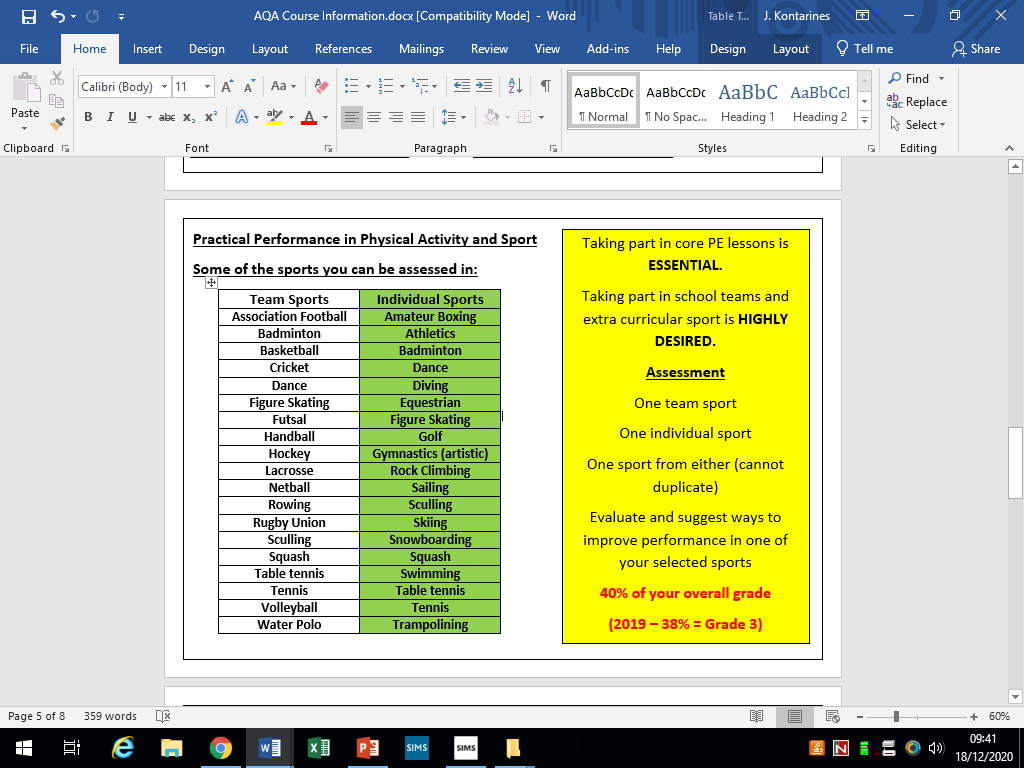 AQA Course Information.docx [Compatibility Mode] - Word
Table T...
J. Kontarines
File
Home
Insert
Design
Layout
References
Mailings
Review
View
Add-ins
Help
Design
Layout
Tell me
Share
Paste
Calibri (Body)
11
A A
Aa
B I U abc x₂ x²
A
A
A Z
AaBbCcDc
¶ Normal
AaBbCcDc
¶ No Spac...
AaBbC
Heading 1
AaBbCcI
Heading 2
Find
Replace
Select
Clipboard
Font
Paragraph
Styles
Editing
Practical Performance in Physical Activity and Sport
Some of the sports you can be assessed in:
Team Sports Individual Sports
Association Football Amateur Boxing
Badminton Athletics
Basketball Badminton
Cricket Dance
Dance Diving
Figure Skating Equestrian
Futsal Figure Skating
Handball Golf
Hockey Gymnastics (artistic)
Lacrosse Rock Climbing
Netball Sailing
Rowing Sculling
Rugby Union Skiing
Sculling Snowboarding
Squash Squash
Table tennis Swimming
Tennis Table tennis
Volleyball Tennis
Water Polo Trampolining
Taking part in core PE lessons is
ESSENTIAL.
Taking part in school teams and
extra curricular sport is HIGHLY
DESIRED.
Assessment
One team sport
One individual sport
One sport from either (cannot
duplicate)
Evaluate and suggest ways to
improve performance in one of
your selected sports
40% of your overall grade
(2019 – 38% = Grade 3)
Page 5 of 8
359 words
60%
SIMS
SIMS
09:41
18/12/2020